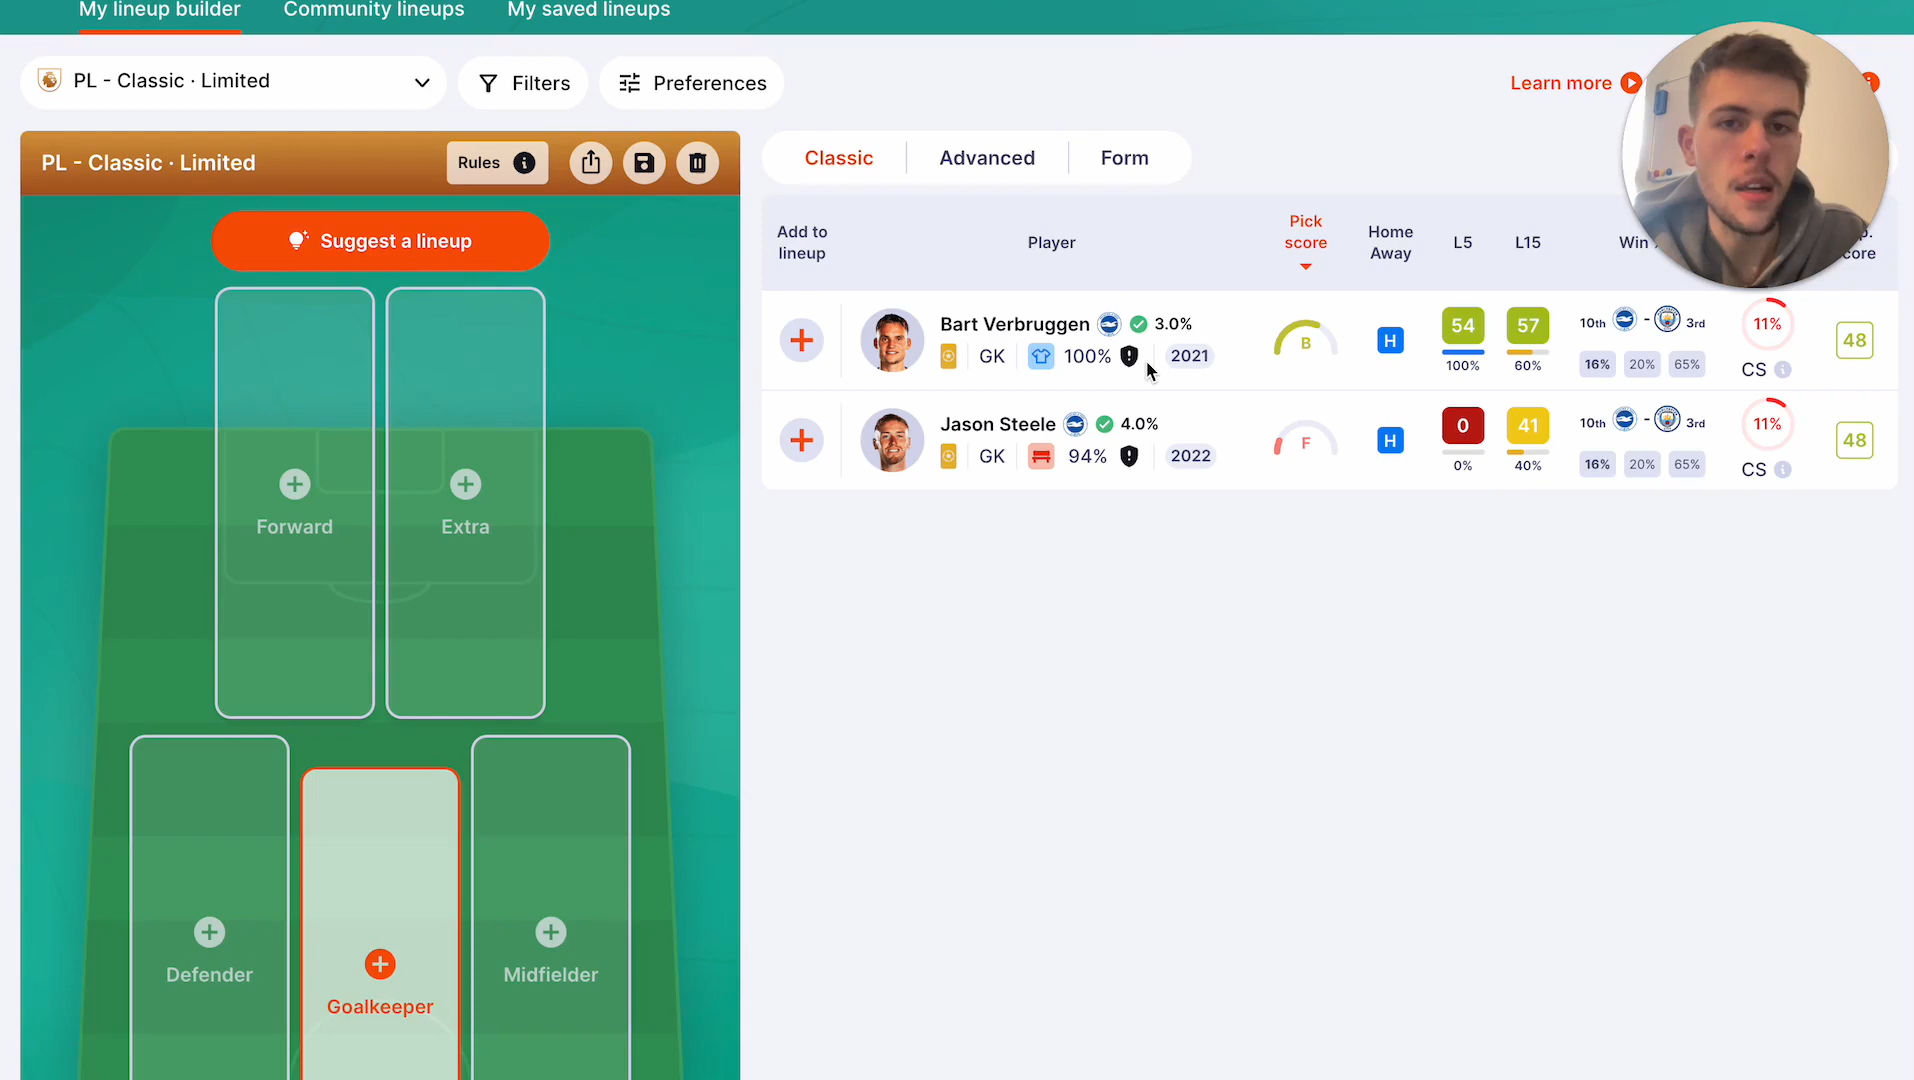 My lineup builder
Community lineups
My saved lineups
PL - Classic · Limited
Filters
Preferences
Learn more
PL - Classic · Limited
Rules
Classic
Advanced
Form
Suggest a lineup
Add to
lineup
Player
Pick
score
Home
Away
L5
L15
Win
core
Bart Verbruggen
3.0%
GK
100%
2021
B
H
54
100%
57
60%
10th
-
3rd
16%
20%
65%
11%
CS
48
Jason Steele
4.0%
GK
94%
2022
F
H
0
0%
41
40%
10th
-
3rd
16%
20%
65%
11%
CS
48
Forward
Extra
Defender
Goalkeeper
Midfielder